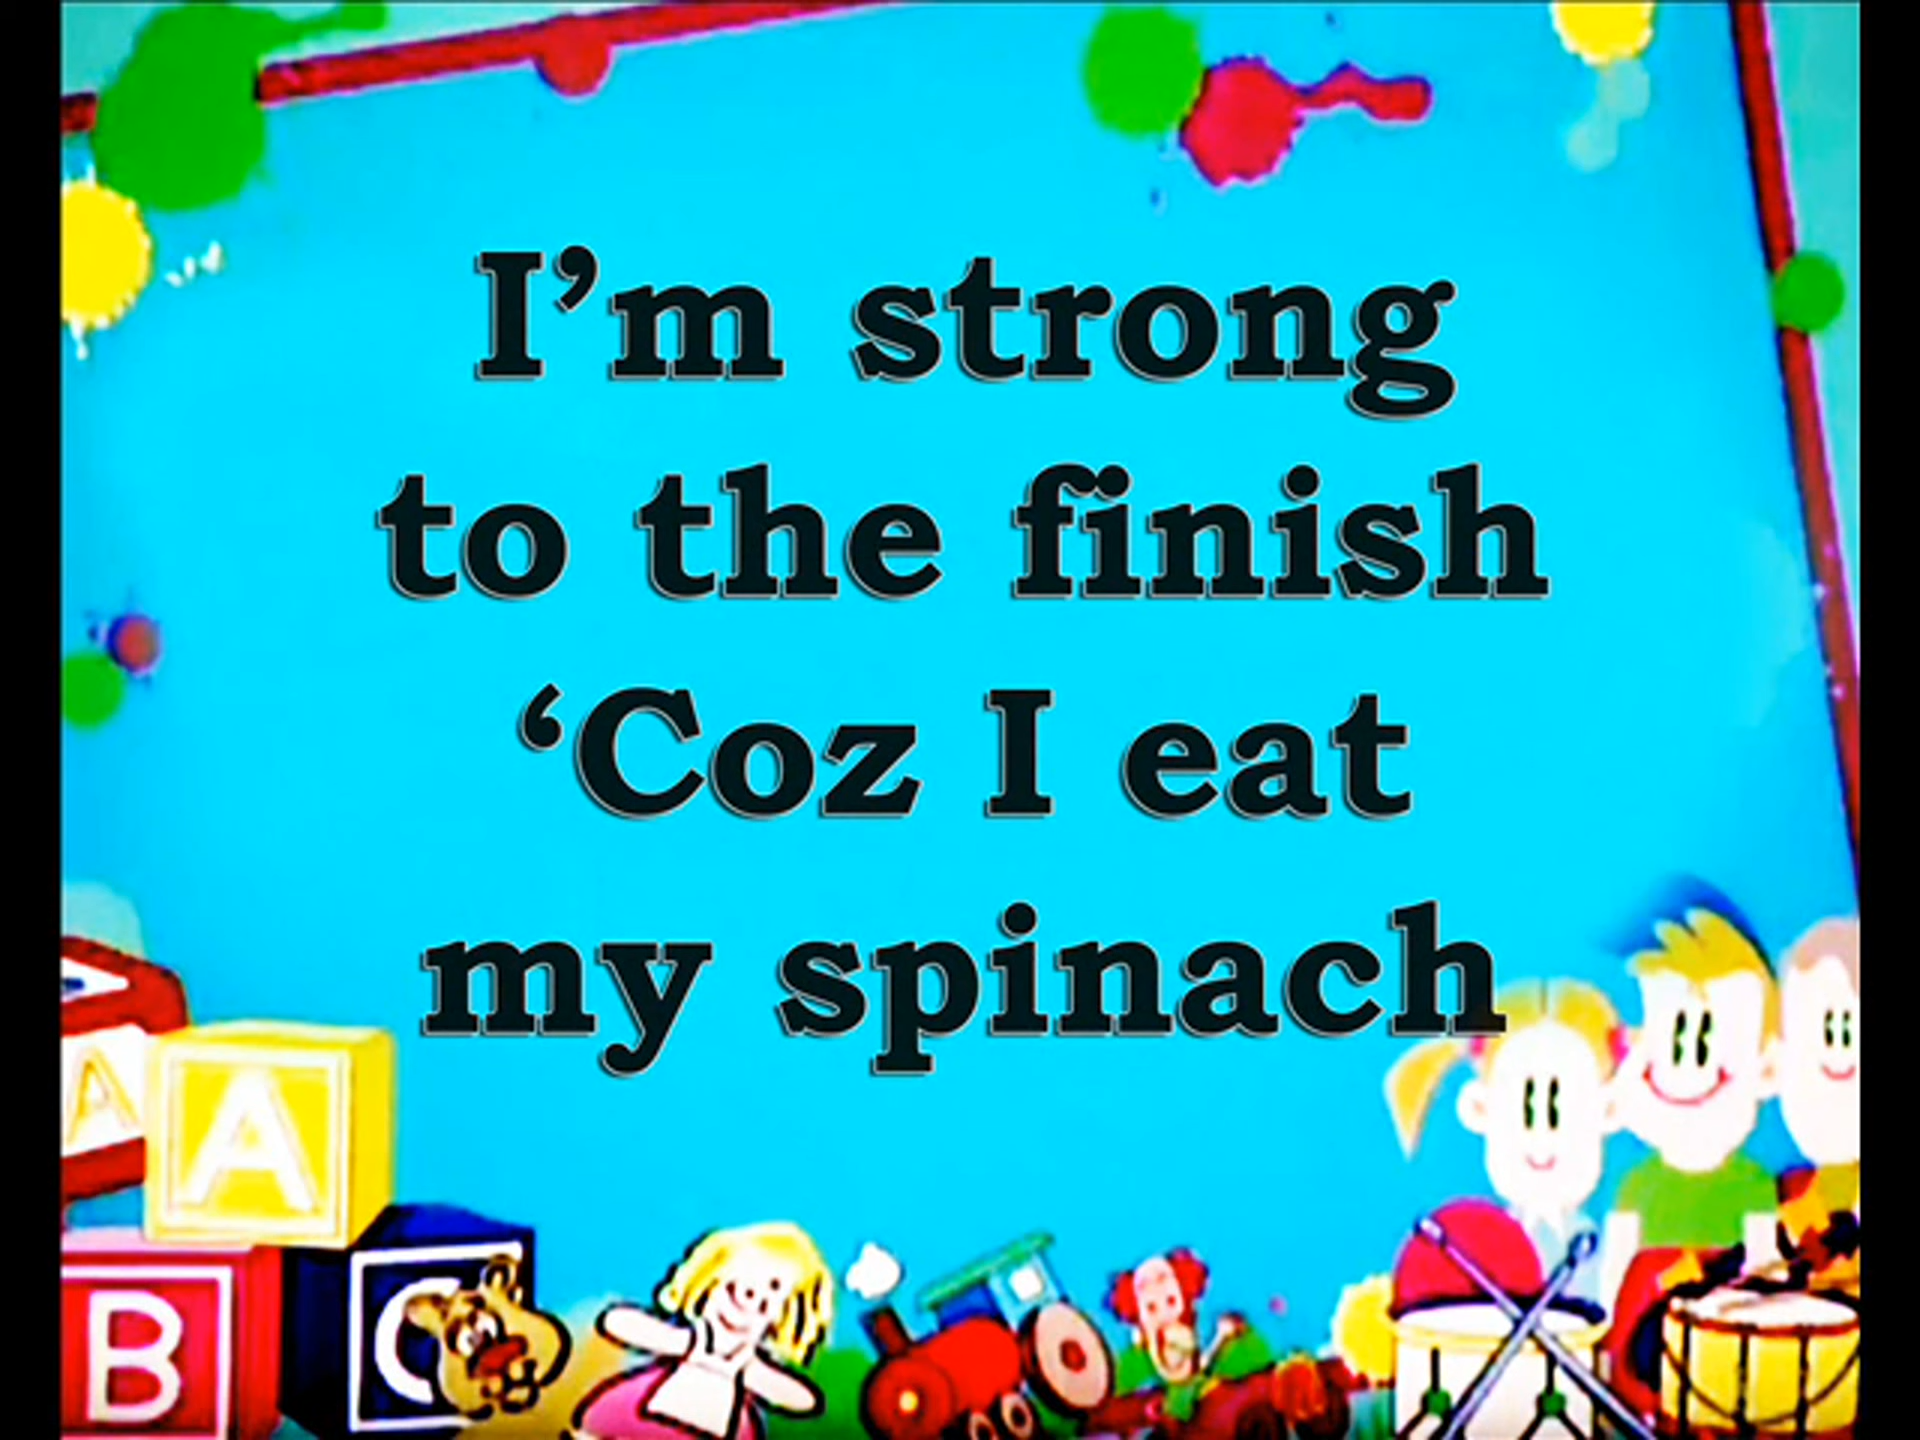 I’m strong
to the finish
‘Coz I eat
my spinach
A
A
B
C